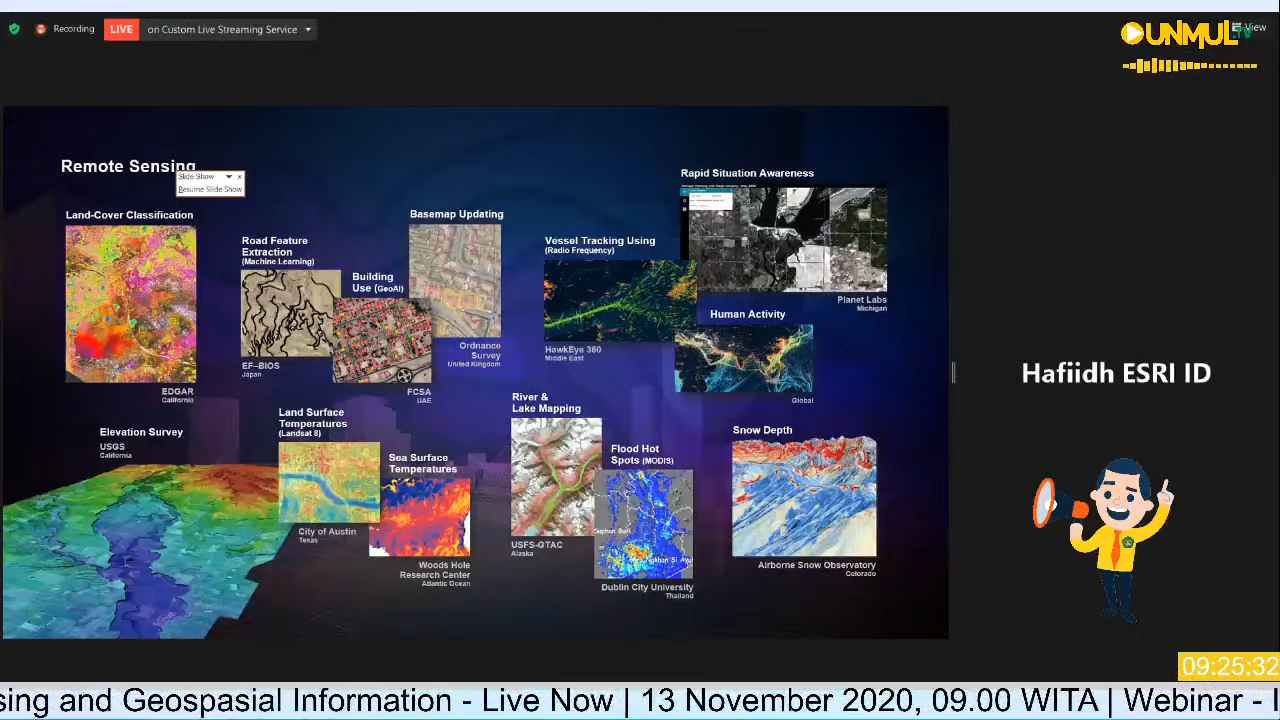 Recording
LIVE
on Custom Live Streaming Service
UNMUL TV
View
Remote Sensing
Slide Show
Resume Slide Show
Land-Cover Classification
EDGAR
California
Road Feature
Extraction
(Machine Learning)
EF–BIOS
Japan
Building
Use (GeoAI)
FCSA
UAE
Basemap Updating
Ordnance
Survey
United Kingdom
Vessel Tracking Using
(Radio Frequency)
HawkEye 360
Middle East
Rapid Situation Awareness
Planet Labs
Michigan
Human Activity
Global
Elevation Survey
USGS
California
Land Surface
Temperatures
(Landsat 8)
City of Austin
Texas
Sea Surface
Temperatures
Woods Hole
Research Center
Atlantic Ocean
River &
Lake Mapping
USFS-GTAC
Alaska
Flood Hot
Spots (MODIS)
Suphan Buri
Dublin City University
Thailand
Snow Depth
Airborne Snow Observatory
Colorado
Hafiidh ESRI ID
09:25:32
sing and Geospasial Information - Live Now | 13 November 2020, 09.00 WITA | Webinar -